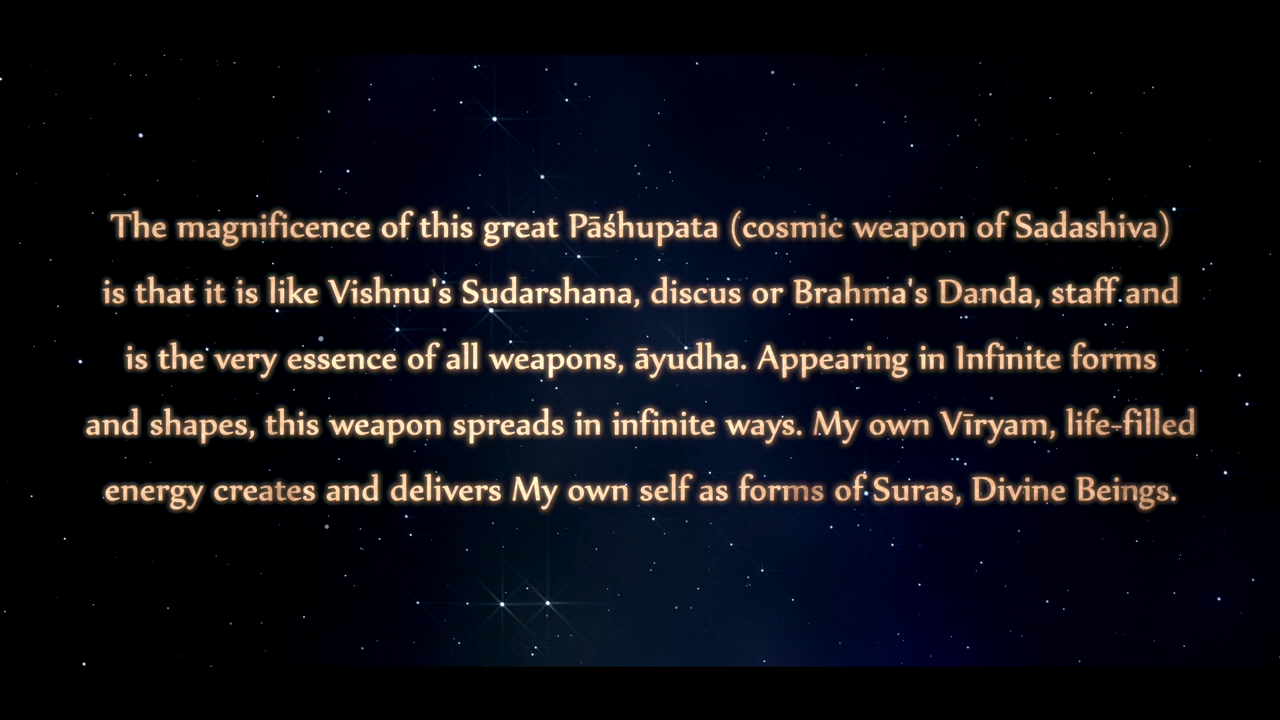 The magnificence of this great Pāśhupata (cosmic weapon of Sadashiva)
is that it is like Vishnu's Sudarshana, discus or Brahma's Danda, staff and
is the very essence of all weapons, āyudha. Appearing in Infinite forms
and shapes, this weapon spreads in infinite ways. My own Vīryam, life-filled
energy creates and delivers My own self as forms of Suras, Divine Beings.